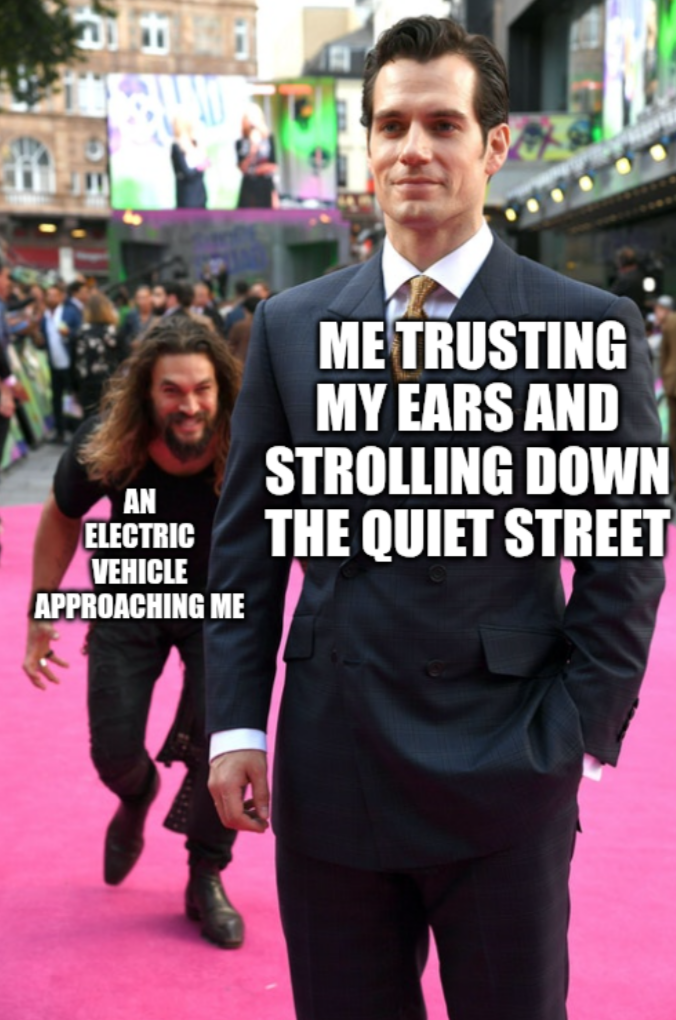 ME TRUSTING
MY EARS AND
STROLLING DOWN
THE QUIET STREET
AN
ELECTRIC
VEHICLE
APPROACHING ME